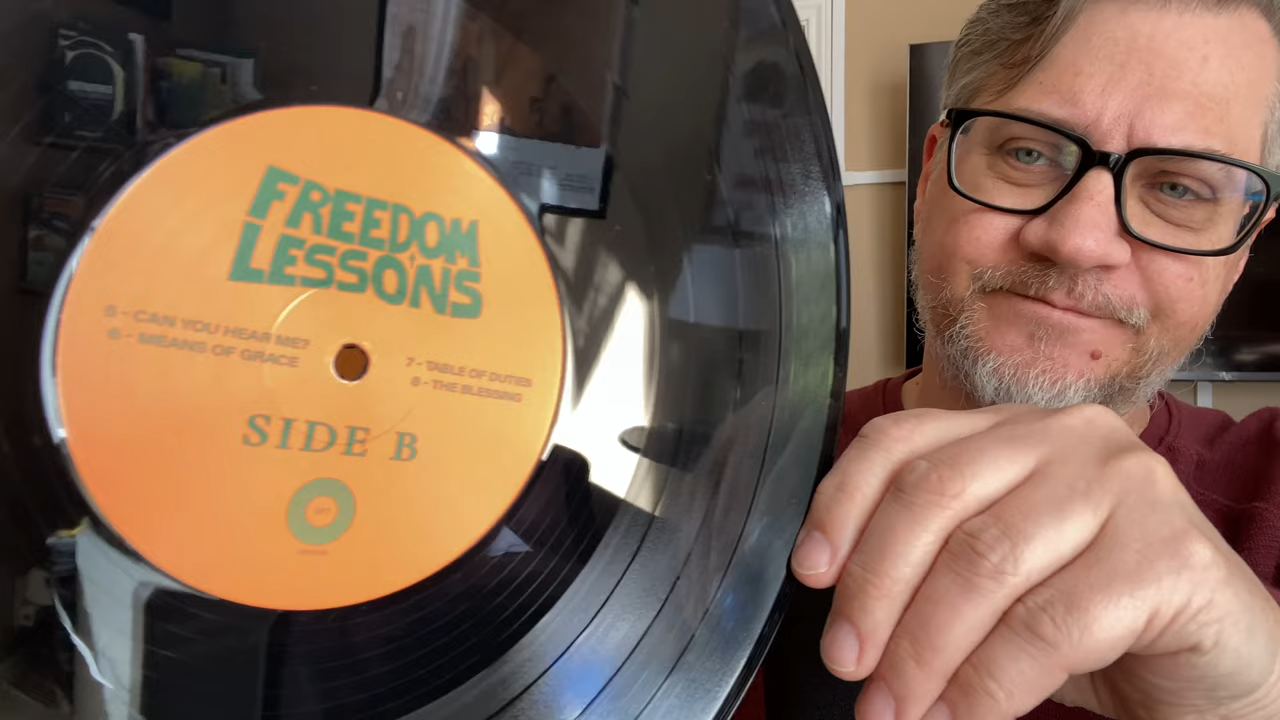 FREEDOM
LESSONS
5 - CAN YOU HEAR ME?
6 - MEANS OF GRACE
7 - TABLE OF DUTIES
8 - THE BLESSING
SIDE B